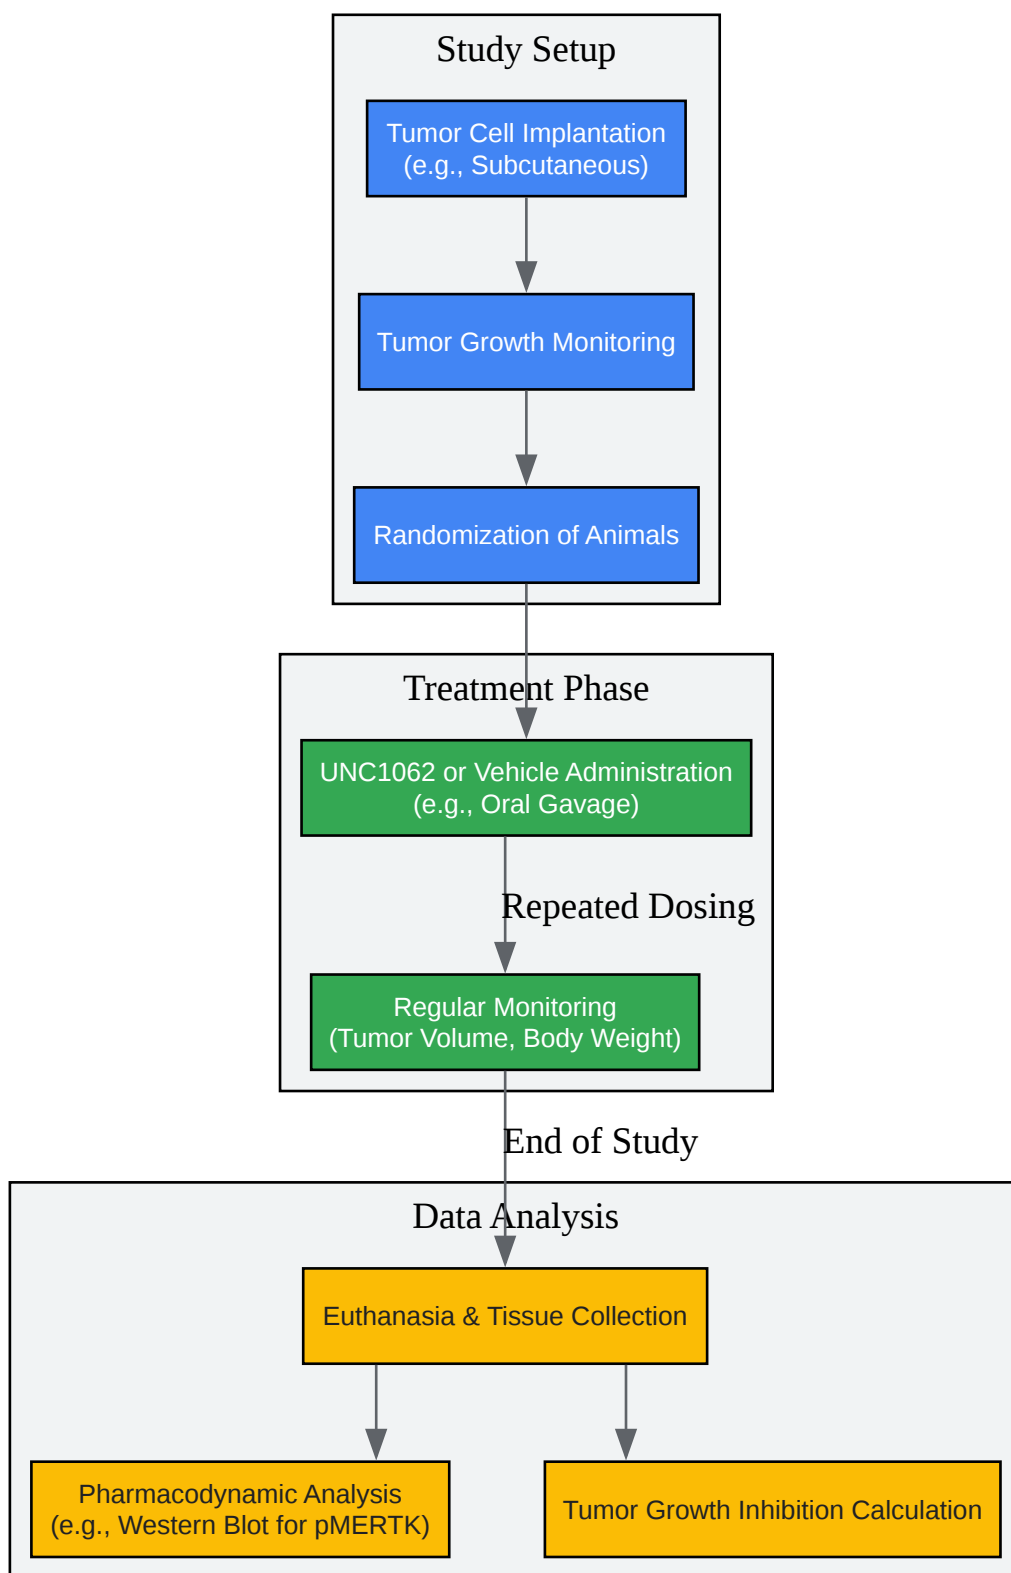 Study Setup
Tumor Cell Implantation
(e.g., Subcutaneous)
Tumor Growth Monitoring
Randomization of Animals
Treatment Phase
UNC1062 or Vehicle Administration
(e.g., Oral Gavage)
Repeated Dosing
Regular Monitoring
(Tumor Volume, Body Weight)
End of Study
Data Analysis
Euthanasia & Tissue Collection
Pharmacodynamic Analysis
(e.g., Western Blot for pMERTK)
Tumor Growth Inhibition Calculation